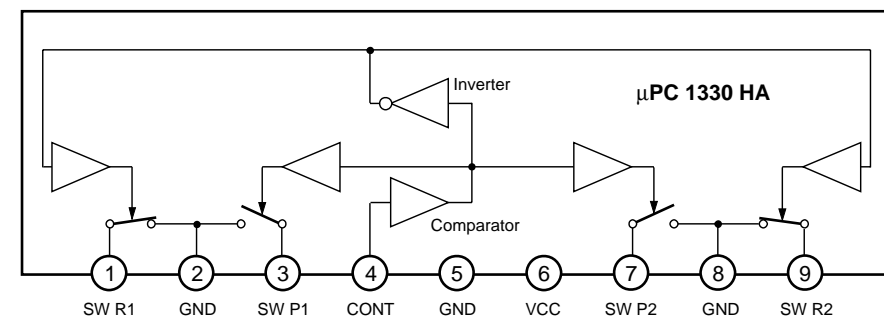 Inverter
μPC 1330 HA
Comparator
1 2 3 4 5 6 7 8 9
SW R1 GND SW P1 CONT GND VCC SW P2 GND SW R2